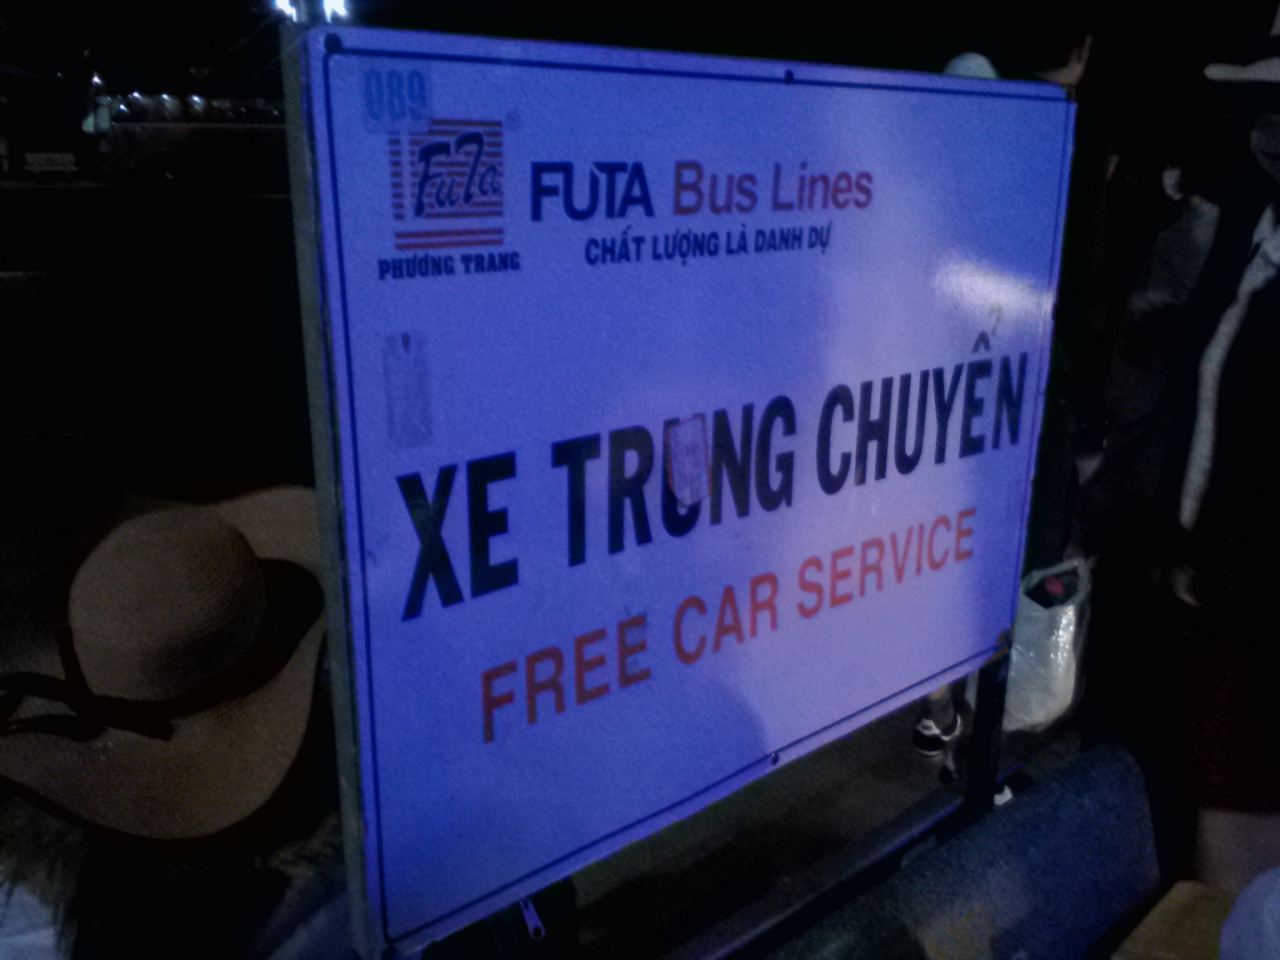 089
FuTa
PHƯƠNG TRANG
FUTA Bus Lines
CHẤT LƯỢNG LÀ DANH DỰ
XE TRUNG CHUYỂN
FREE CAR SERVICE